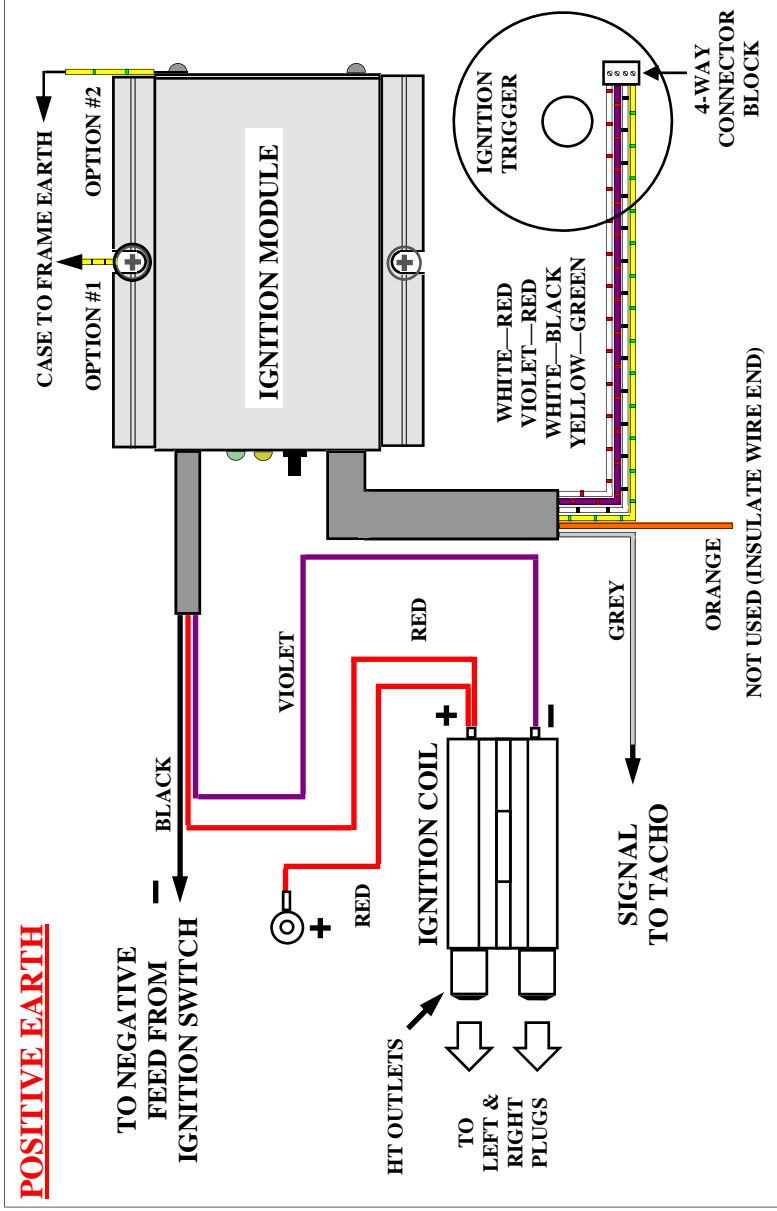 POSITIVE EARTH
TO NEGATIVE
FEED FROM
IGNITION SWITCH
−
BLACK
VIOLET
RED
RED
+
+
−
IGNITION COIL
HT OUTLETS
TO
LEFT &
RIGHT
PLUGS
SIGNAL
TO TACHO
GREY
ORANGE
NOT USED (INSULATE WIRE END)
CASE TO FRAME EARTH
OPTION #1
OPTION #2
IGNITION MODULE
WHITE—RED
VIOLET—RED
WHITE—BLACK
YELLOW—GREEN
IGNITION
TRIGGER
4-WAY
CONNECTOR
BLOCK